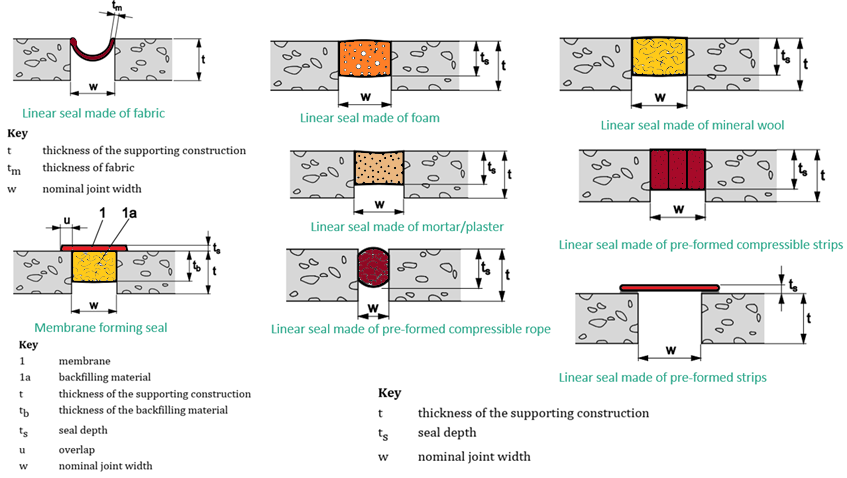 tm
t
w
Linear seal made of fabric
Key
t thickness of the supporting construction
tm thickness of fabric
w nominal joint width
ts
t
w
Linear seal made of foam
ts
t
w
Linear seal made of mineral wool
ts
t
w
Linear seal made of mortar/plaster
ts
t
w
Linear seal made of pre-formed compressible strips
u
1
1a
ts
tb
t
w
Membrane forming seal
ts
t
w
Linear seal made of pre-formed compressible rope
ts
t
w
Linear seal made of pre-formed strips
Key
1 membrane
1a backfilling material
t thickness of the supporting construction
tb thickness of the backfilling material
ts seal depth
u overlap
w nominal joint width
Key
t thickness of the supporting construction
ts seal depth
w nominal joint width